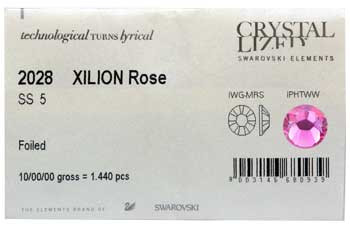 technological TURNS lyrical
CRYSTAL
LIZED
SWAROVSKI ELEMENTS
2028 XILION Rose
SS 5
IWG-MRS IPHTWW
Foiled
10/00/00 gross = 1.440 pcs
9003146680939
THE ELEMENTS BRAND OF SWAROVSKI